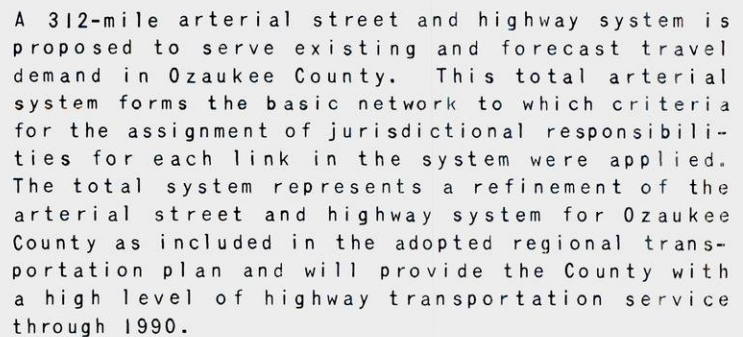 A 312-mile arterial street and highway system is
proposed to serve existing and forecast travel
demand in Ozaukee County. This total arterial
system forms the basic network to which criteria
for the assignment of jurisdictional responsibili-
ties for each link in the system were applied.
The total system represents a refinement of the
arterial street and highway system for Ozaukee
County as included in the adopted regional trans-
portation plan and will provide the County with
a high level of highway transportation service
through 1990.